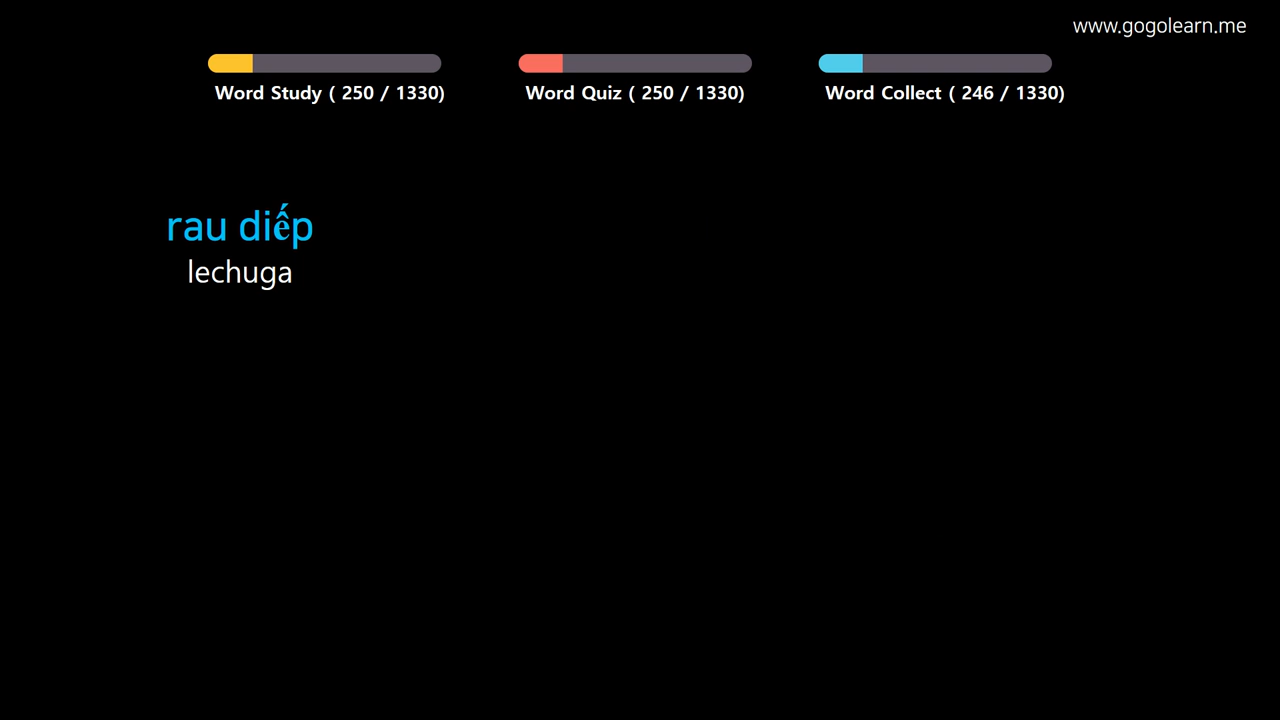 www.gogolearn.me
Word Study ( 250 / 1330)
Word Quiz ( 250 / 1330)
Word Collect ( 246 / 1330)
rau diếp
lechuga